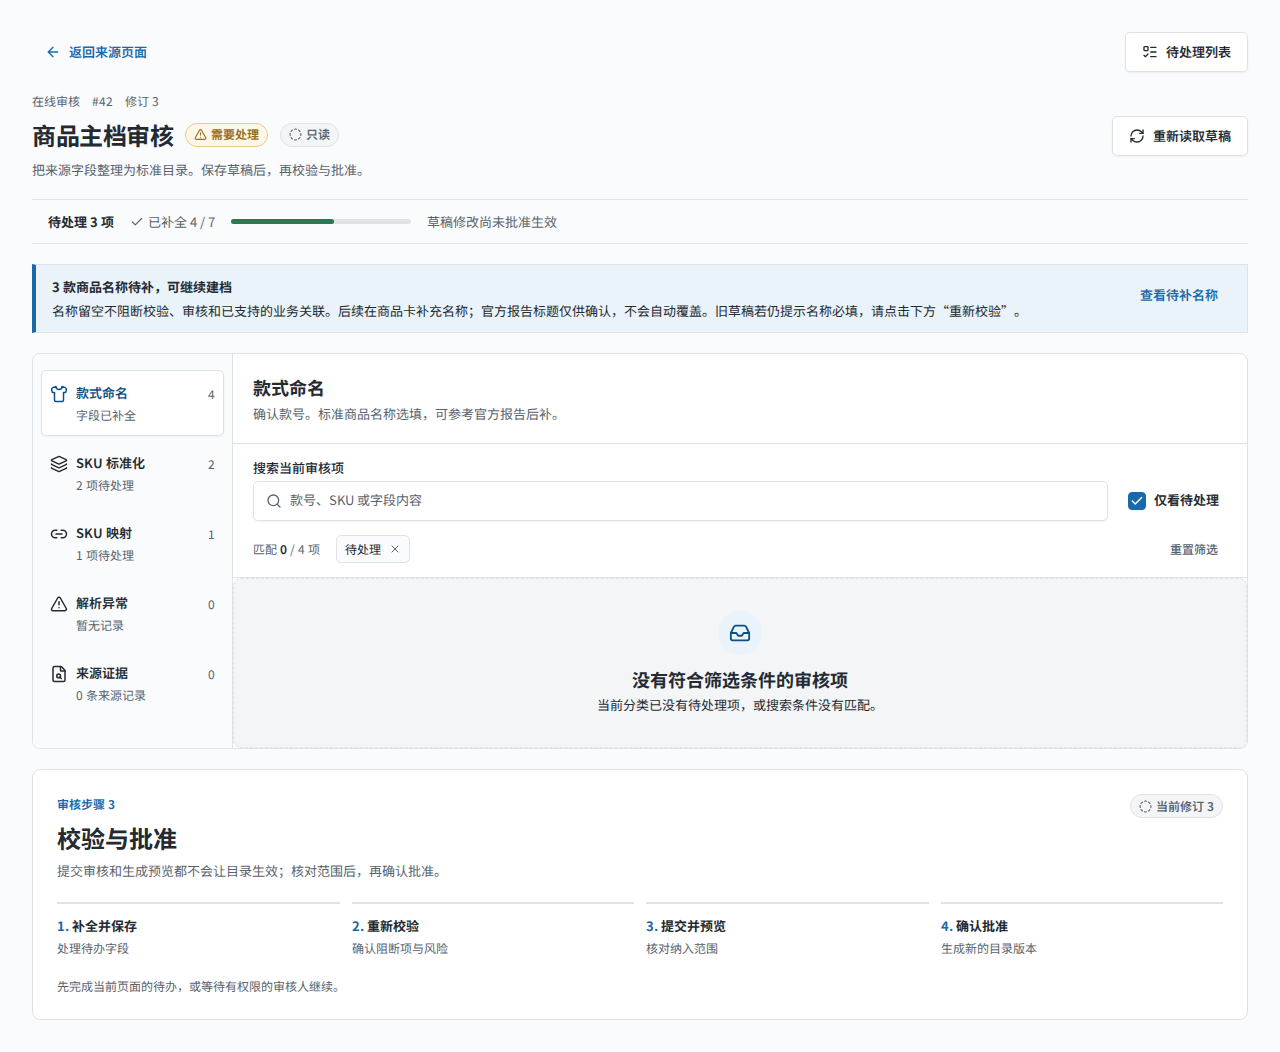 返回来源页面
待处理列表
在线审核 #42 修订 3
商品主档审核 需要处理 只读
重新读取草稿
把来源字段整理为标准目录。保存草稿后，再校验与批准。
待处理 3 项 已补全 4 / 7 草稿修改尚未批准生效
3 款商品名称待补，可继续建档
名称留空不阻断校验、审核和已支持的业务关联。后续在商品卡补充名称；官方报告标题仅供确认，不会自动覆盖。旧草稿若仍提示名称必填，请点击下方“重新校验”。
查看待补名称
款式命名 4
字段已补全
SKU 标准化 2
2 项待处理
SKU 映射 1
1 项待处理
解析异常 0
暂无记录
来源证据 0
0 条来源记录
款式命名
确认款号。标准商品名称选填，可参考官方报告后补。
搜索当前审核项
款号、SKU 或字段内容
仅看待处理
匹配 0 / 4 项 待处理
重置筛选
没有符合筛选条件的审核项
当前分类已没有待处理项，或搜索条件没有匹配。
审核步骤 3
当前修订 3
校验与批准
提交审核和生成预览都不会让目录生效；核对范围后，再确认批准。
1. 补全并保存
处理待办字段
2. 重新校验
确认阻断项与风险
3. 提交并预览
核对纳入范围
4. 确认批准
生成新的目录版本
先完成当前页面的待办，或等待有权限的审核人继续。